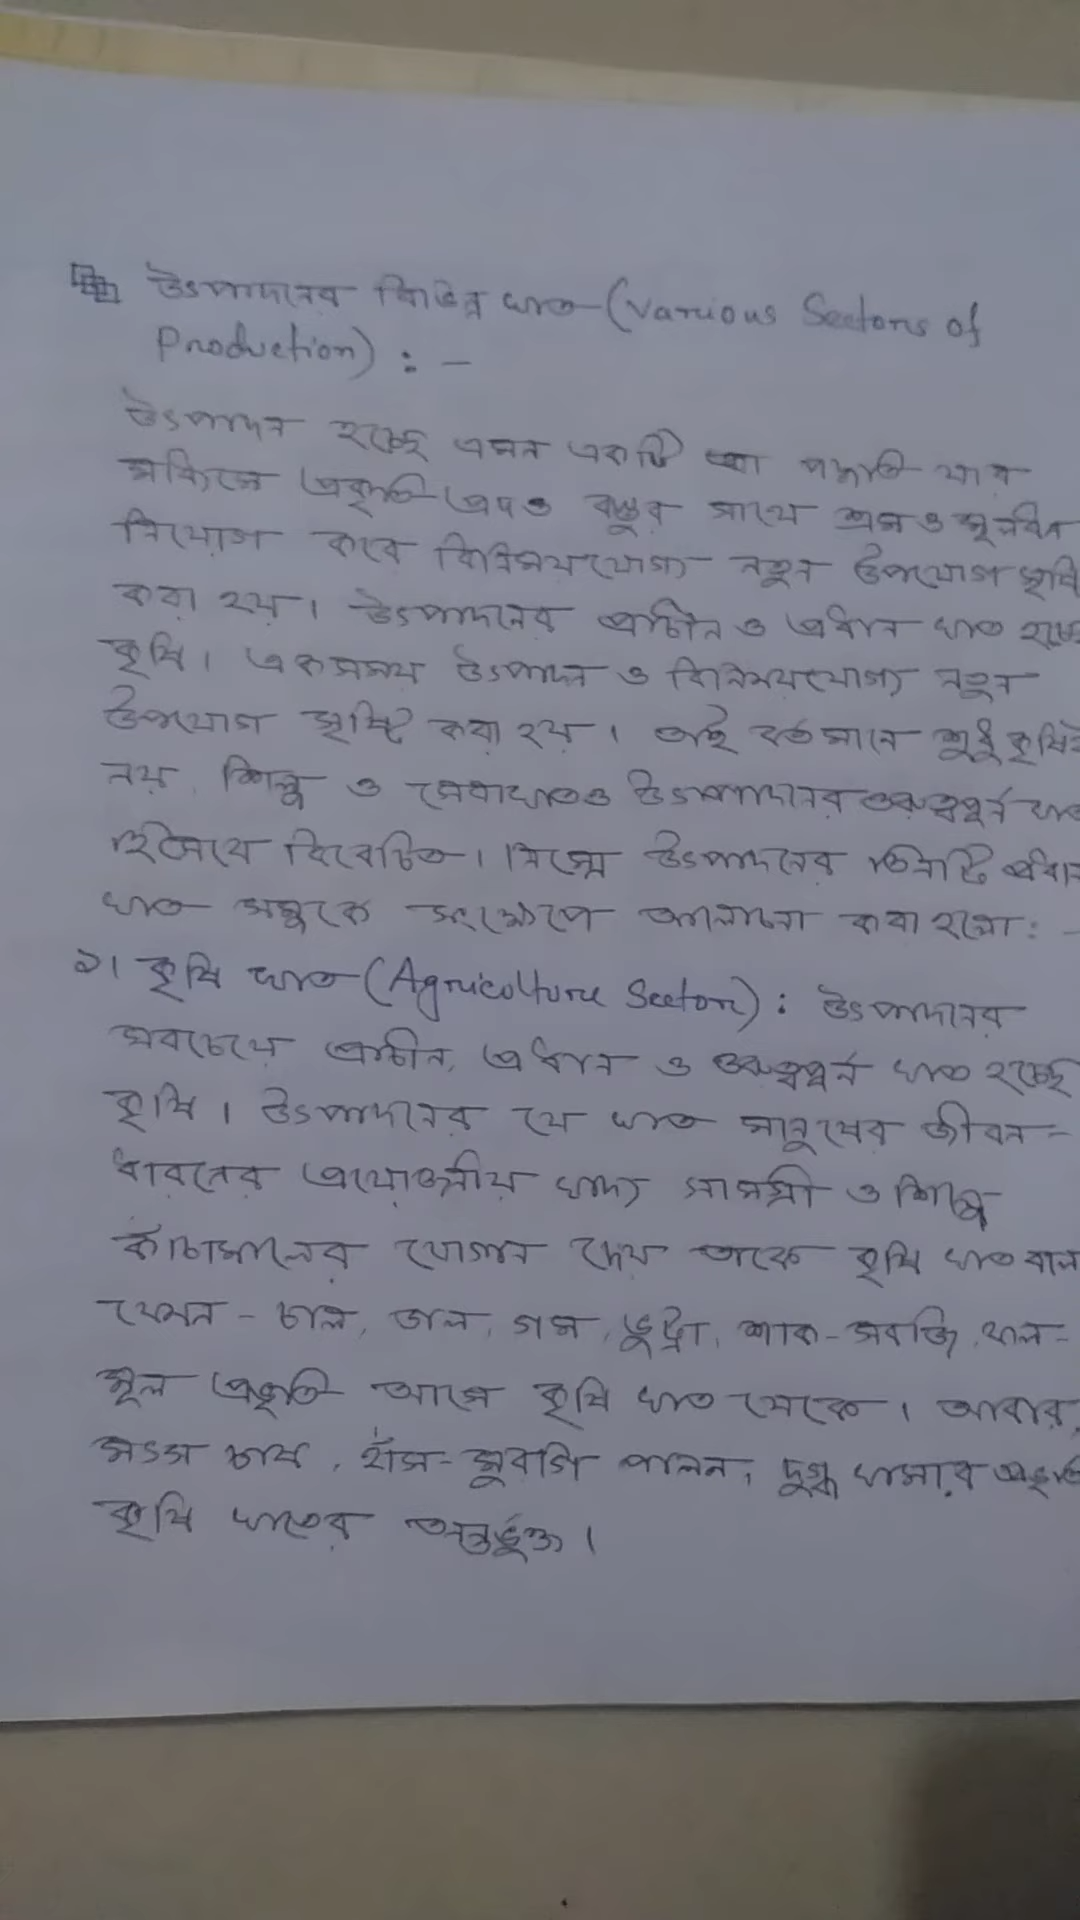 উৎপাদনের বিভিন্ন খাত (Various Sectors of
Production) : -
উৎপাদন হচ্ছে এমন একটি পদ্ধতি যার
প্রকৃতি প্রদত্ত বস্তুর সাথে শ্রম ও মূলধন
নিয়োগ করে বিনিময়যোগ্য নতুন উপযোগ সৃষ্টি
করা হয়। উৎপাদনের প্রাচীন ও প্রধান খাত হচ্ছে
কৃষি। একসময় উৎপাদন ও বিনিময়যোগ্য নতুন
উপযোগ সৃষ্টি করা হয়। তাই বর্তমানে শুধু কৃষিই
নয়, শিল্প ও সেবাখাতও উৎপাদনের গুরুত্বপূর্ন খাত
হিসেবে বিবেচিত। নিম্নে উৎপাদনের তিনটি প্রধান
খাত সম্পর্কে সংক্ষেপে আলোচনা করা হলো: -
১। কৃষি খাত (Agricolture Sector) : উৎপাদনের
সবচেয়ে প্রাচীন, প্রধান ও গুরুত্বপূর্ন খাত হচ্ছে
কৃষি। উৎপাদনের যে খাত মানুষের জীবন-
ধারনের প্রয়োজনীয় খাদ্য সামগ্রী ও শিল্পে
কাঁচামালের যোগান দেয় তাকে কৃষি খাত বলে
যেমন - চাল, ডাল, গম, ভুট্টা, শাক-সবজি, ফল-
মূল প্রভৃতি আসে কৃষি খাত থেকে। আবার,
মৎস চাষ, হাঁস-মুরগি পালন, দুগ্ধ খামার প্রভৃতি
কৃষি খাতের অন্তর্ভুক্ত।